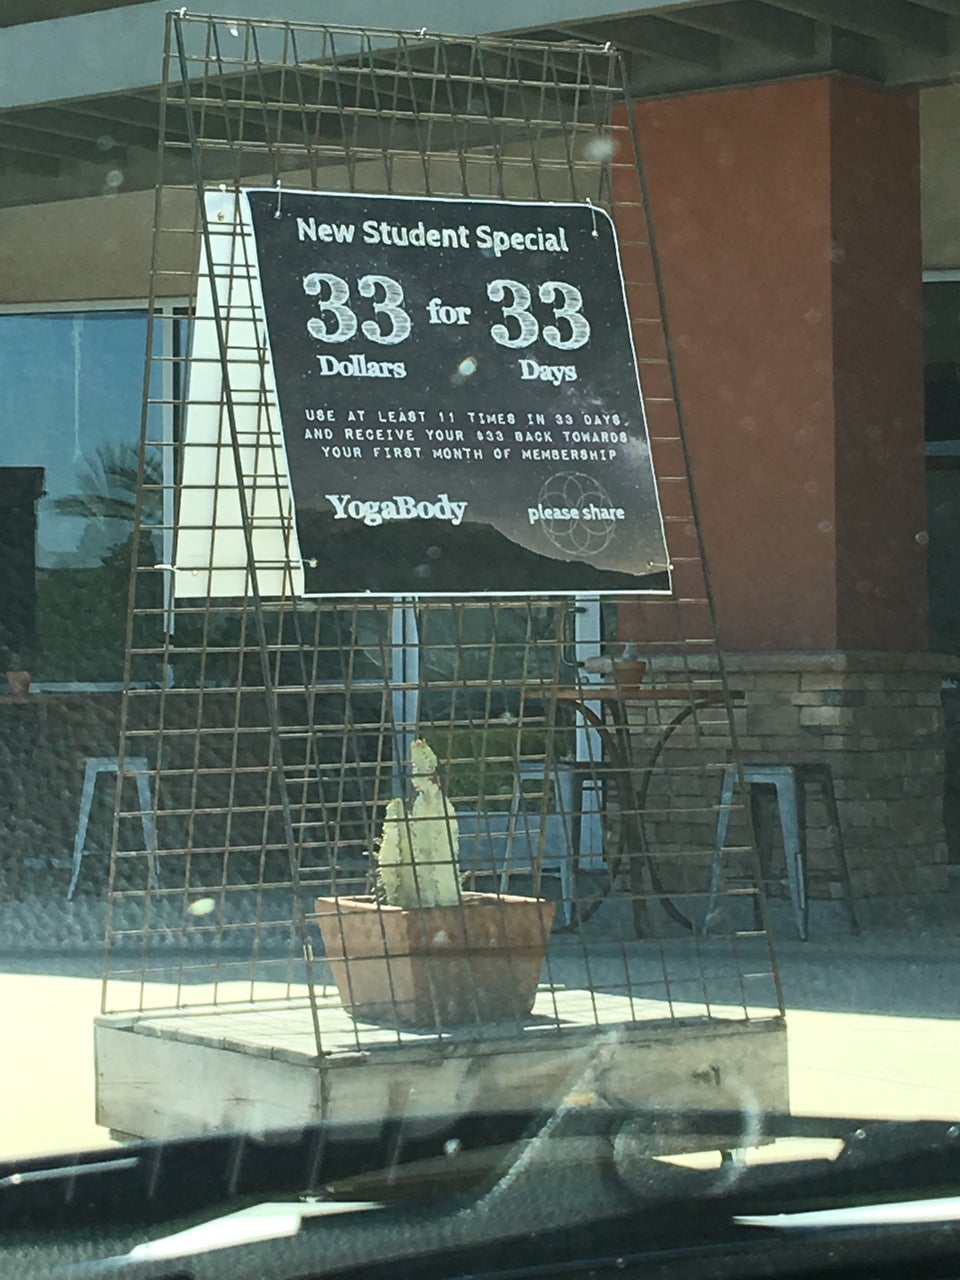 New Student Special
33 for 33
Dollars Days
USE AT LEAST 11 TIMES IN 33 DAYS,
AND RECEIVE YOUR $33 BACK TOWARDS
YOUR FIRST MONTH OF MEMBERSHIP
YogaBody please share